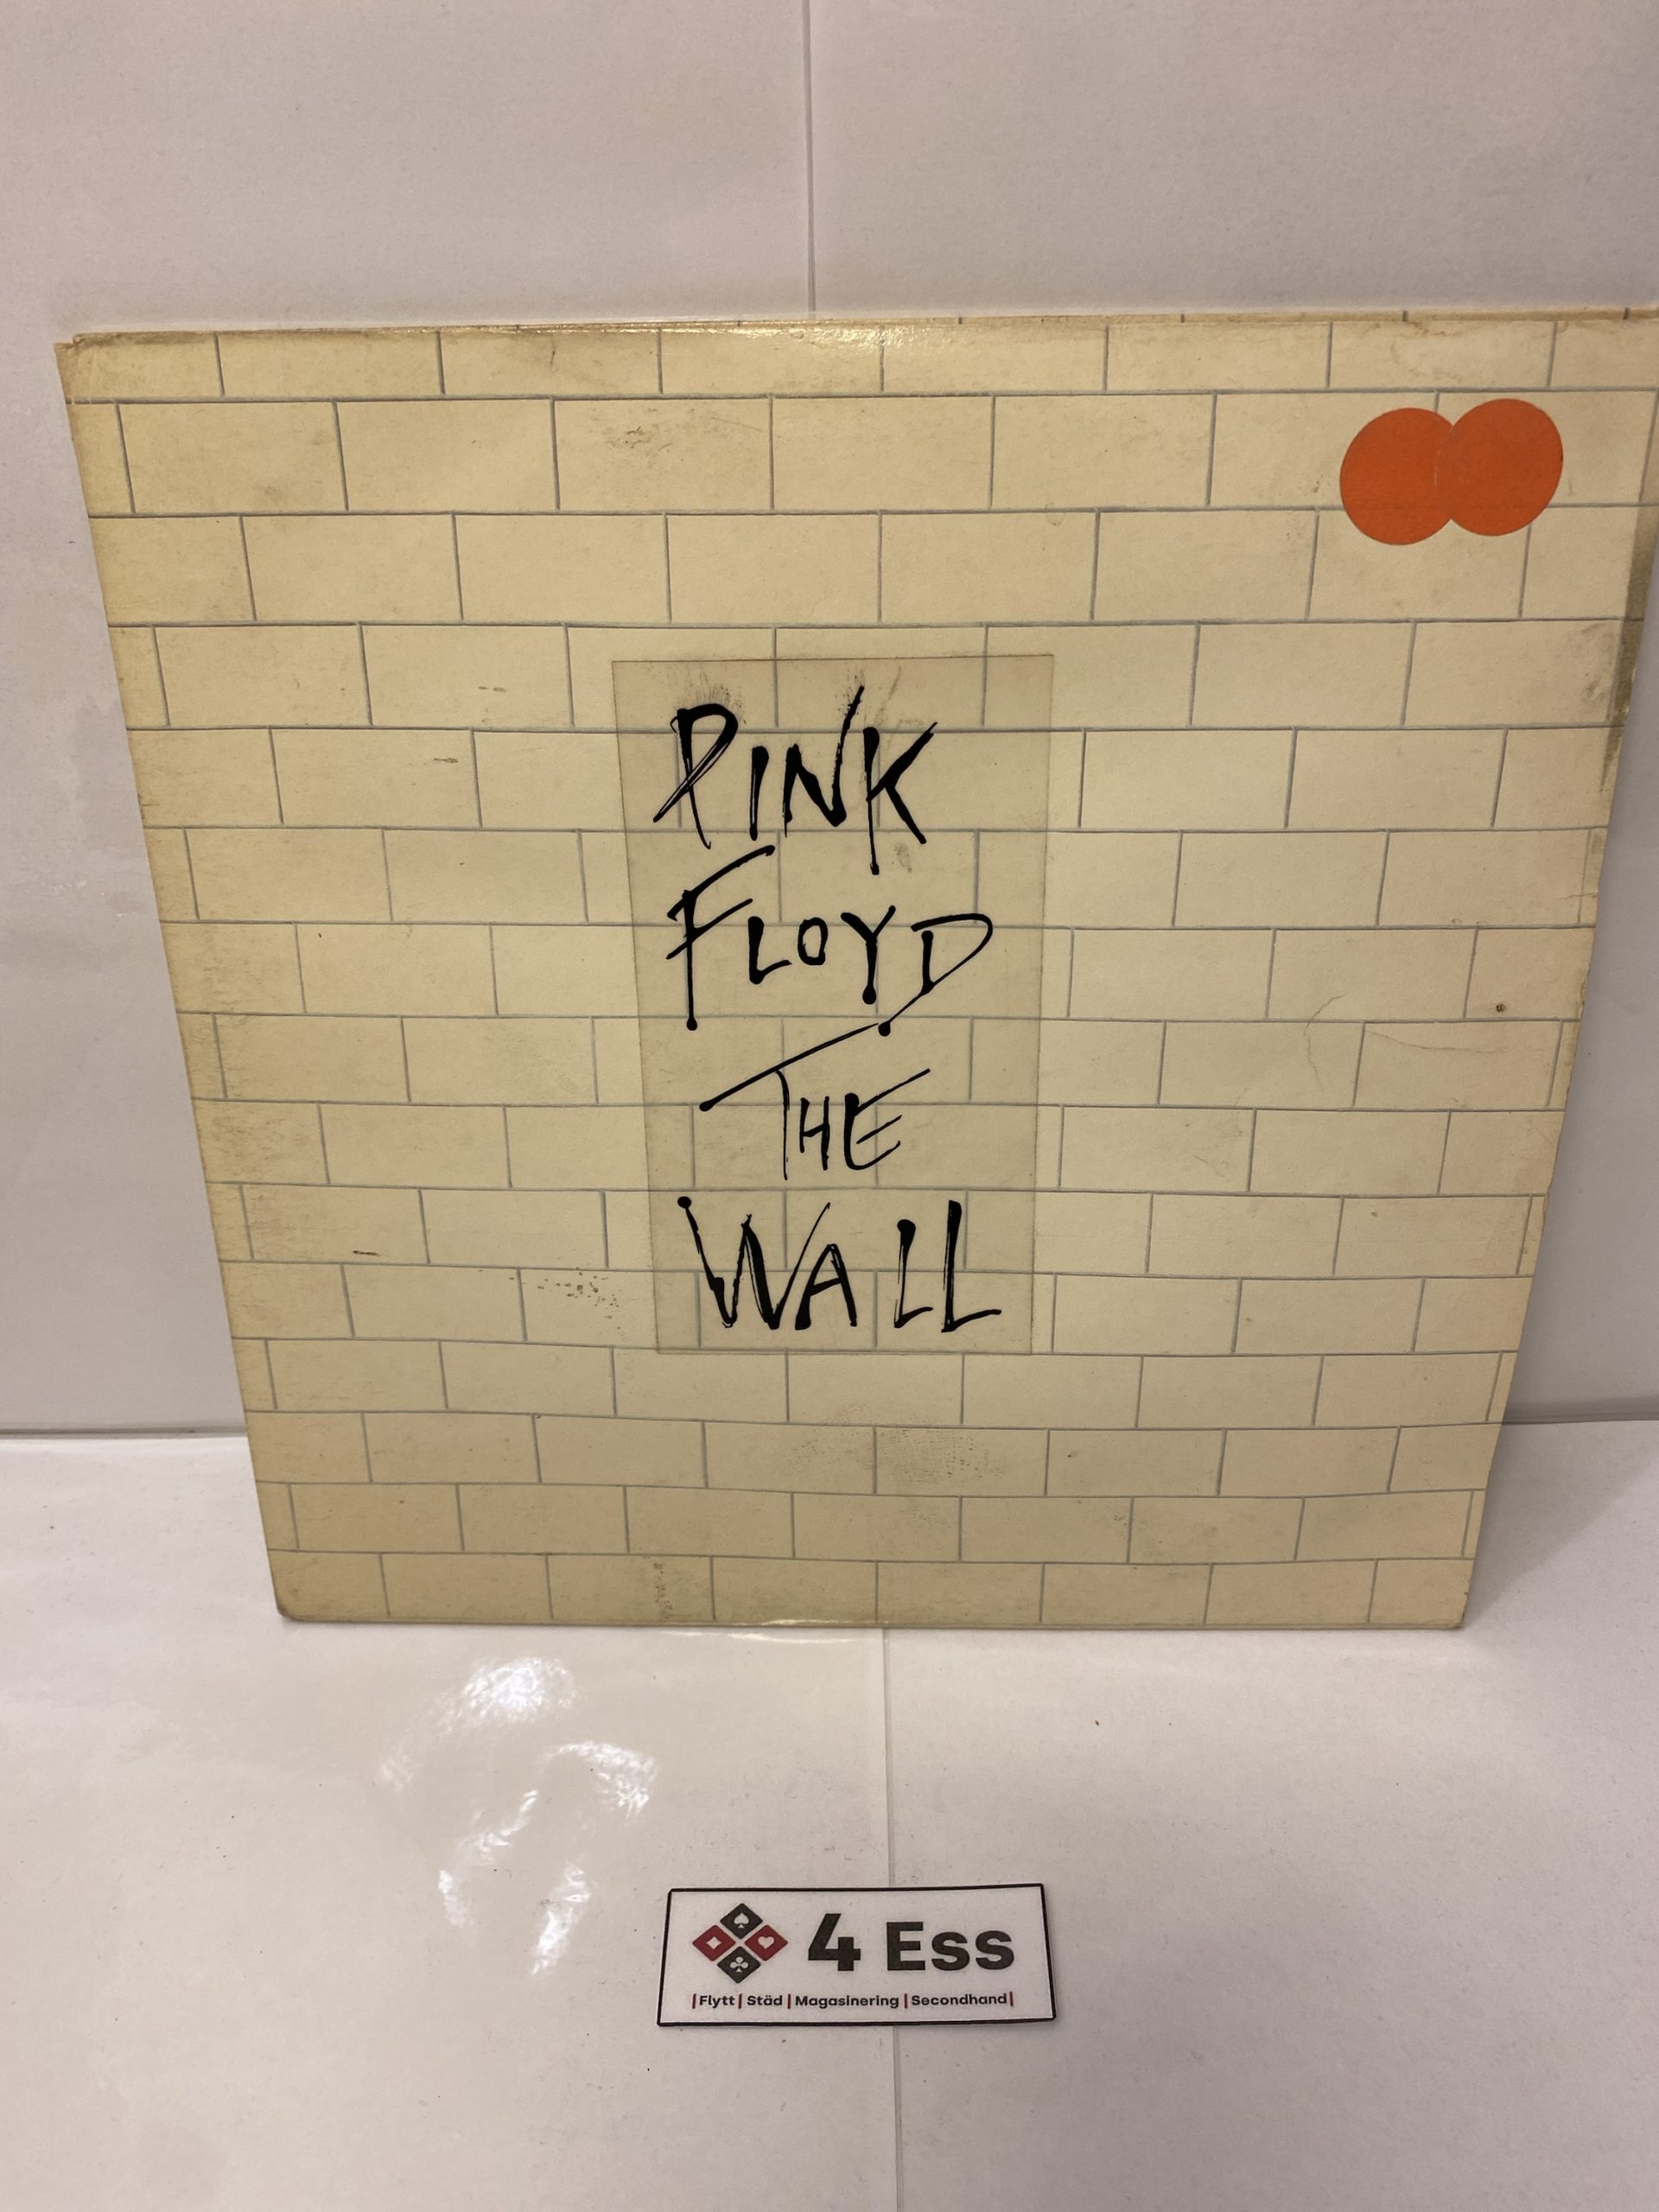 PINK
FLOYD
THE
WALL
4 Ess
|Flytt|Städ|Magasinering|Secondhand|